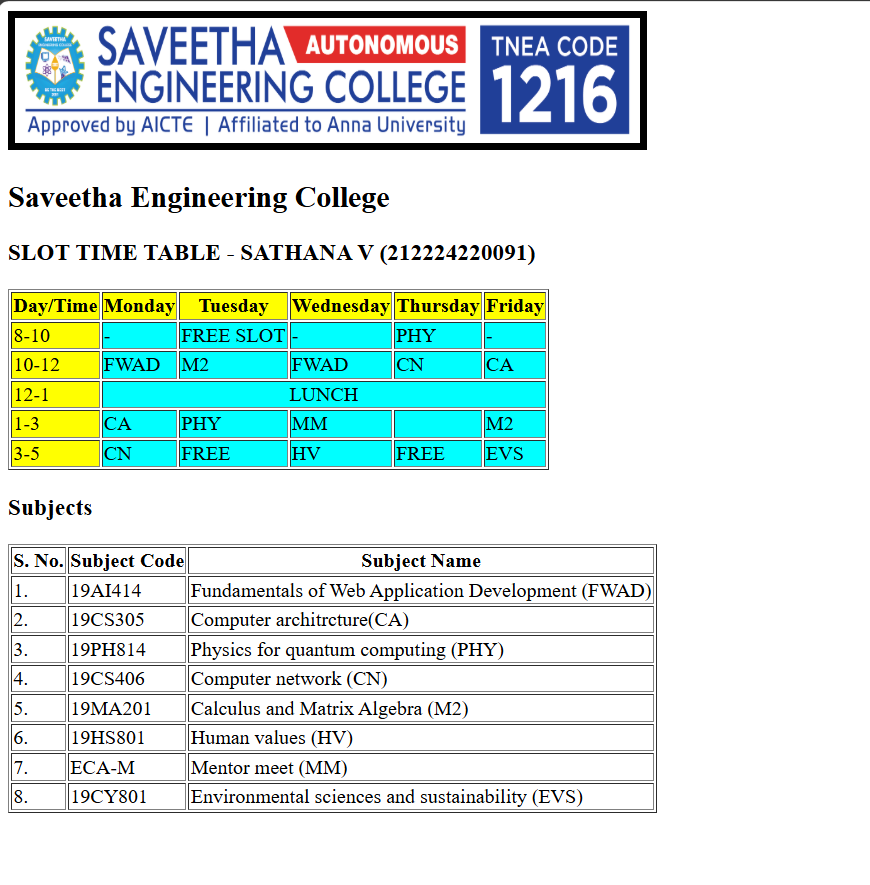 SAVEETHA AUTONOMOUS
ENGINEERING COLLEGE
Approved by AICTE | Affiliated to Anna University
TNEA CODE
1216
Saveetha Engineering College
SLOT TIME TABLE - SATHANA V (212224220091)
Day/Time Monday Tuesday Wednesday Thursday Friday
8-10 - FREE SLOT - PHY -
10-12 FWAD M2 FWAD CN CA
12-1 LUNCH
1-3 CA PHY MM M2
3-5 CN FREE HV FREE EVS
Subjects
S. No. Subject Code Subject Name
1. 19AI414 Fundamentals of Web Application Development (FWAD)
2. 19CS305 Computer architrcture(CA)
3. 19PH814 Physics for quantum computing (PHY)
4. 19CS406 Computer network (CN)
5. 19MA201 Calculus and Matrix Algebra (M2)
6. 19HS801 Human values (HV)
7. ECA-M Mentor meet (MM)
8. 19CY801 Environmental sciences and sustainability (EVS)